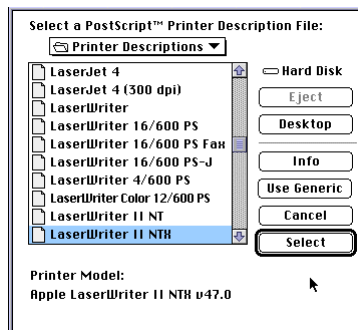 Select a PostScript™ Printer Description File:
Printer Descriptions
LaserJet 4
LaserJet 4 (300 dpi)
LaserWriter
LaserWriter 16/600 PS
LaserWriter 16/600 PS Fax
LaserWriter 16/600 PS-J
LaserWriter 4/600 PS
LaserWriter Color 12/600 PS
LaserWriter II NT
LaserWriter II NTX
Hard Disk
Eject
Desktop
Info
Use Generic
Cancel
Select
Printer Model:
Apple LaserWriter II NTX v47.0